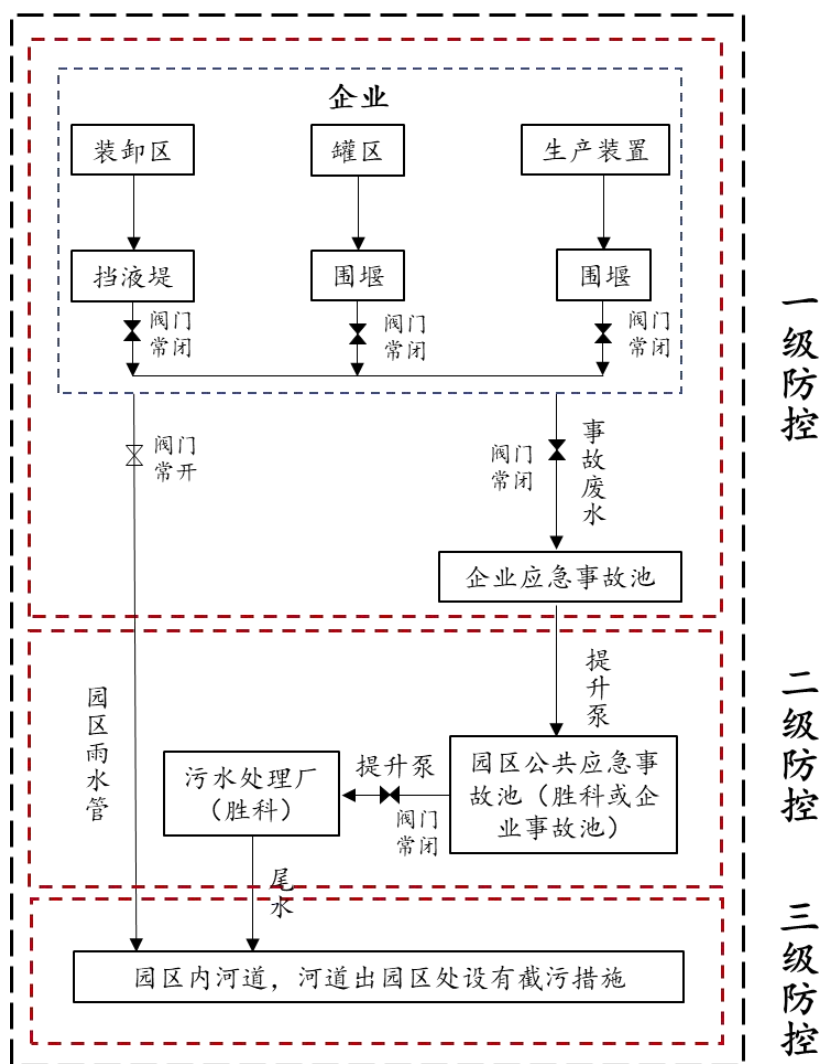 企业
装卸区
罐区
生产装置
挡液堤
围堰
围堰
阀门
常闭
阀门
常闭
阀门
常闭
一级防控
阀门
常开
阀门
常闭
事故废水
企业应急事故池
提升泵
二级防控
园区雨水管
污水处理厂
（胜科）
提升泵
阀门
常闭
园区公共应急事
故池（胜科或企
业事故池）
尾水
三级防控
园区内河道，河道出园区处设有截污措施